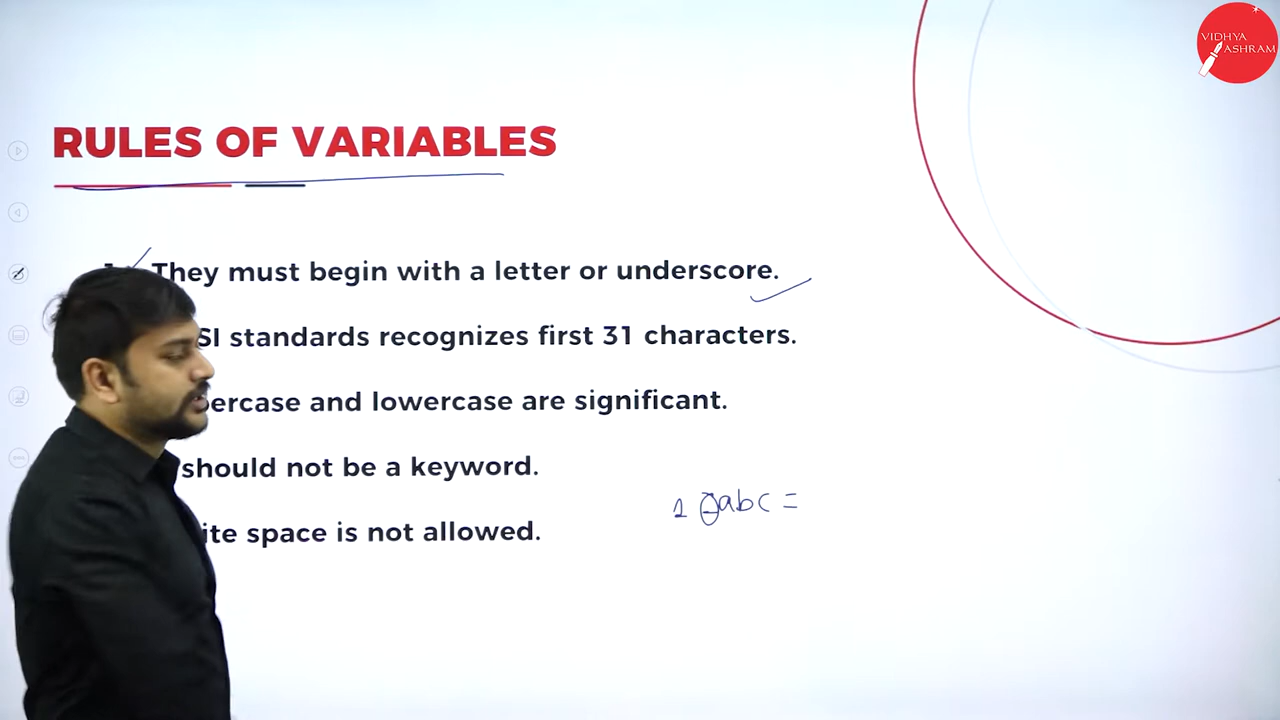 VIDHYA
ASHRAM
RULES OF VARIABLES
They must begin with a letter or underscore.
SI standards recognizes first 31 characters.
ercase and lowercase are significant.
should not be a keyword.
1 _abc =
ite space is not allowed.